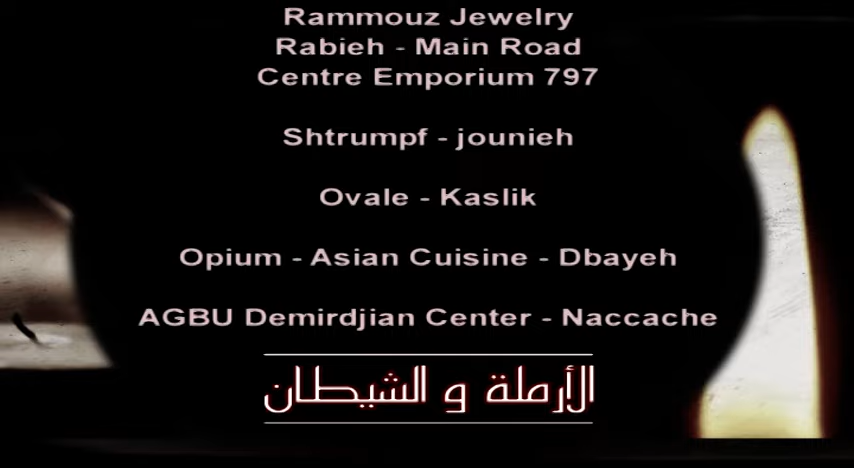 Rammouz Jewelry
Rabieh - Main Road
Centre Emporium 797
Shtrumpf - jounieh
Ovale - Kaslik
Opium - Asian Cuisine - Dbayeh
AGBU Demirdjian Center - Naccache
الأرملة و الشيطان